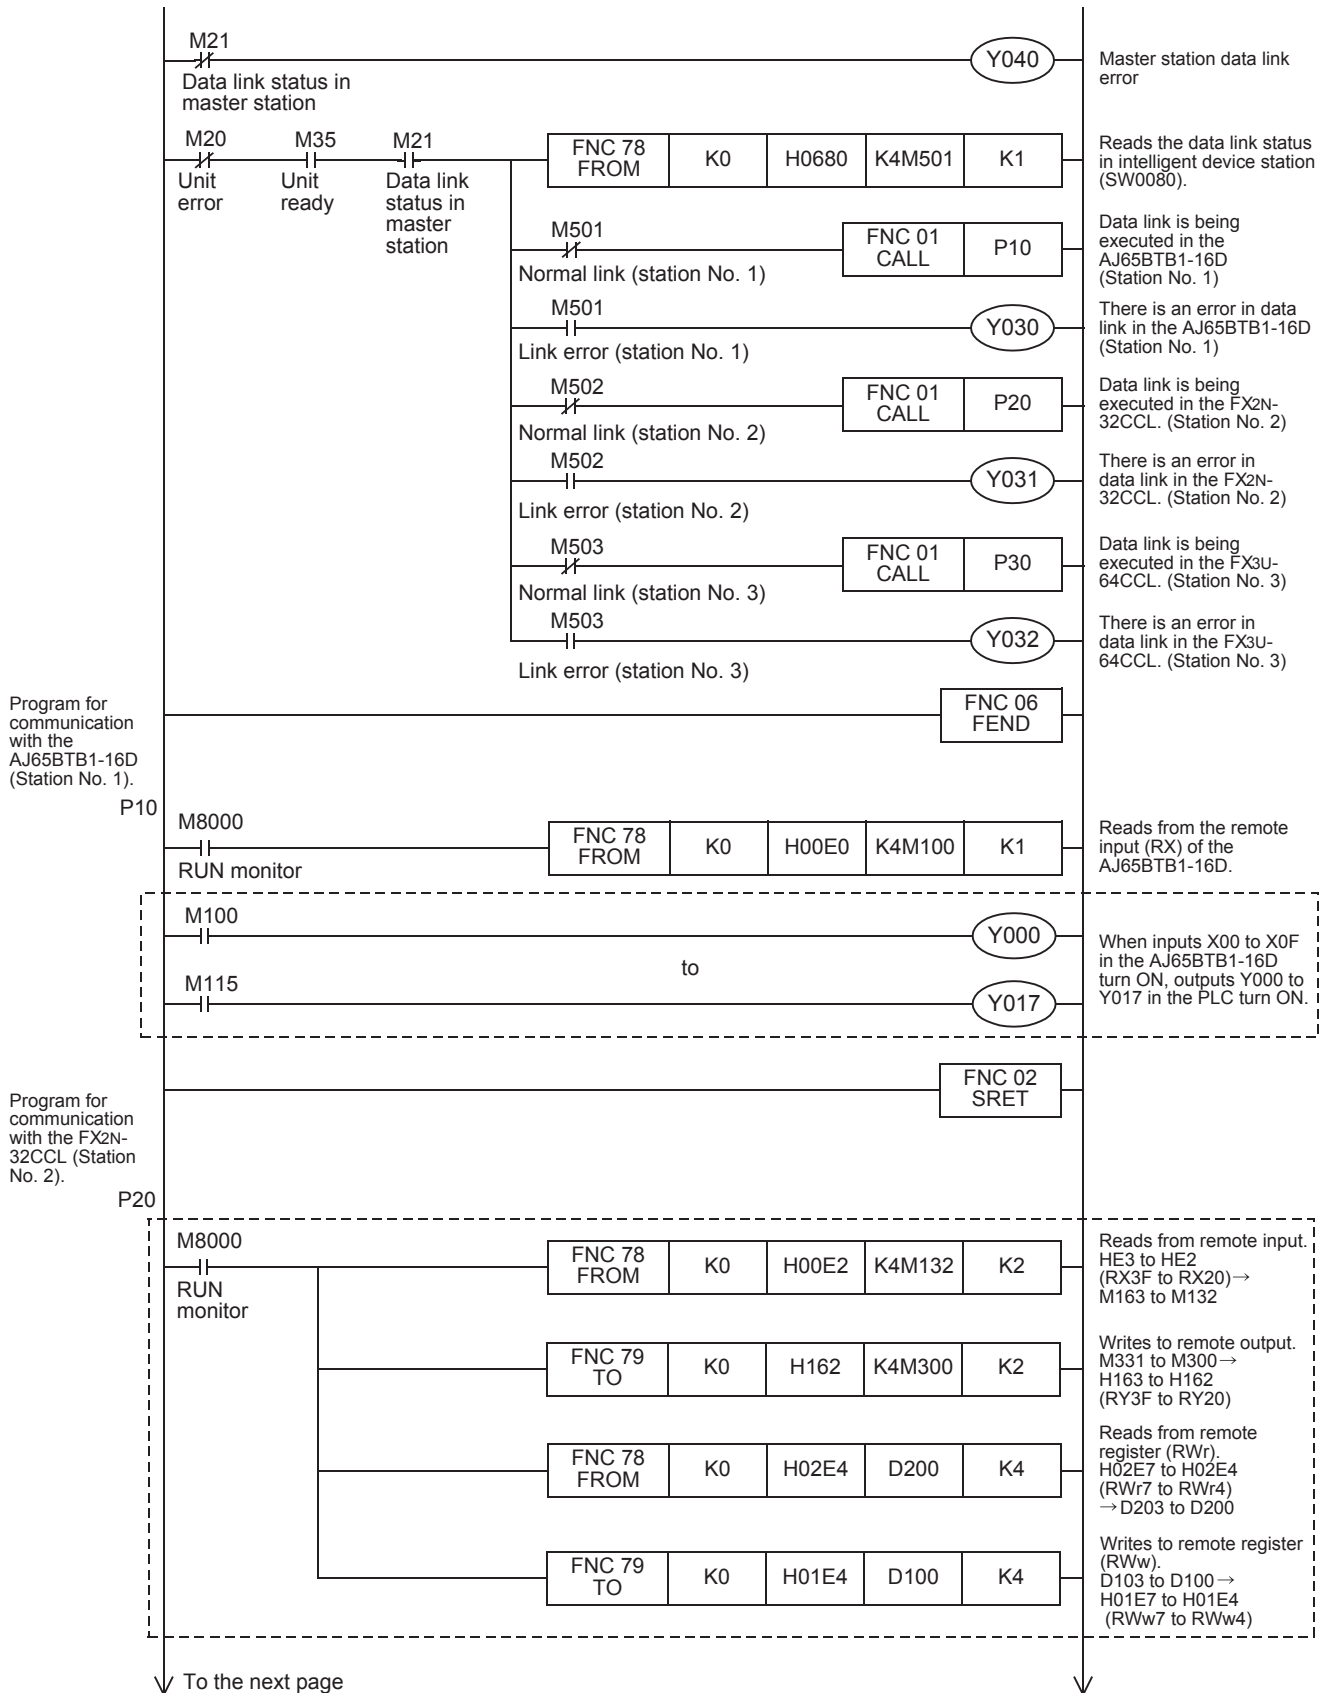 M21
Y040
Master station data link
error
Data link status in
master station
M20
M35
M21
FNC 78
FROM
K0
H0680
K4M501
K1
Reads the data link status
in intelligent device station
(SW0080).
Unit
error
Unit
ready
Data link
status in
master
station
M501
FNC 01
CALL
P10
Normal link (station No. 1)
Data link is being
executed in the
AJ65BTB1-16D
(Station No. 1)
M501
Y030
Link error (station No. 1)
There is an error in data
link in the AJ65BTB1-16D
(Station No. 1)
M502
FNC 01
CALL
P20
Normal link (station No. 2)
Data link is being
executed in the FX2N-
32CCL. (Station No. 2)
M502
Y031
Link error (station No. 2)
There is an error in
data link in the FX2N-
32CCL. (Station No. 2)
M503
FNC 01
CALL
P30
Normal link (station No. 3)
Data link is being
executed in the FX3U-
64CCL. (Station No. 3)
M503
Y032
Link error (station No. 3)
There is an error in
data link in the FX3U-
64CCL. (Station No. 3)
FNC 06
FEND
Program for
communication
with the
AJ65BTB1-16D
(Station No. 1).
P10
M8000
RUN monitor
FNC 78
FROM
K0
H00E0
K4M100
K1
Reads from the remote
input (RX) of the
AJ65BTB1-16D.
M100
Y000
to
M115
Y017
When inputs X00 to X0F
in the AJ65BTB1-16D
turn ON, outputs Y000 to
Y017 in the PLC turn ON.
FNC 02
SRET
Program for
communication
with the FX2N-
32CCL (Station
No. 2).
P20
M8000
RUN
monitor
FNC 78
FROM
K0
H00E2
K4M132
K2
Reads from remote input.
HE3 to HE2
(RX3F to RX20)→
M163 to M132
FNC 79
TO
K0
H162
K4M300
K2
Writes to remote output.
M331 to M300→
H163 to H162
(RY3F to RY20)
FNC 78
FROM
K0
H02E4
D200
K4
Reads from remote
register (RWr).
H02E7 to H02E4
(RWr7 to RWr4)
→D203 to D200
FNC 79
TO
K0
H01E4
D100
K4
Writes to remote register
(RWw).
D103 to D100→
H01E7 to H01E4
(RWw7 to RWw4)
To the next page